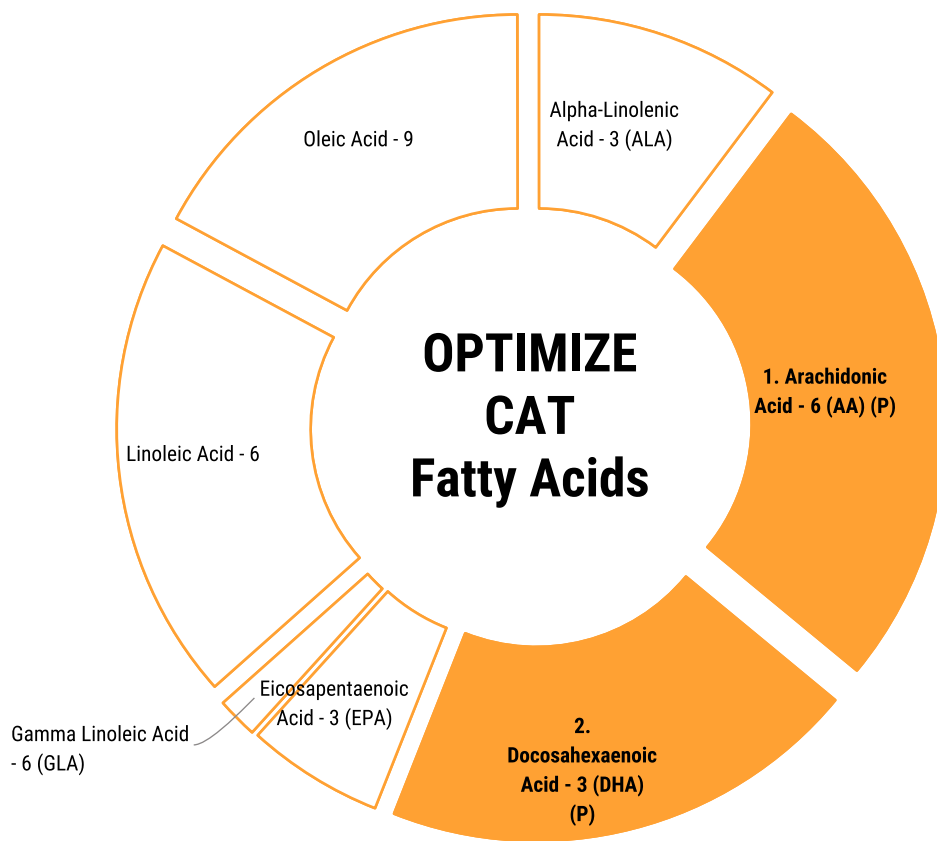 OPTIMIZE
CAT
Fatty Acids
Alpha-Linolenic
Acid - 3 (ALA)
1. Arachidonic
Acid - 6 (AA) (P)
2.
Docosahexaenoic
Acid - 3 (DHA)
(P)
Eicosapentaenoic
Acid - 3 (EPA)
Gamma Linoleic Acid
- 6 (GLA)
Linoleic Acid - 6
Oleic Acid - 9